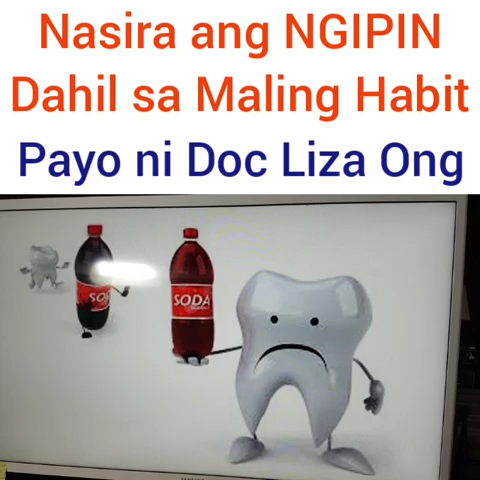 Nasira ang NGIPIN
Dahil sa Maling Habit
Payo ni Doc Liza Ong
SODA